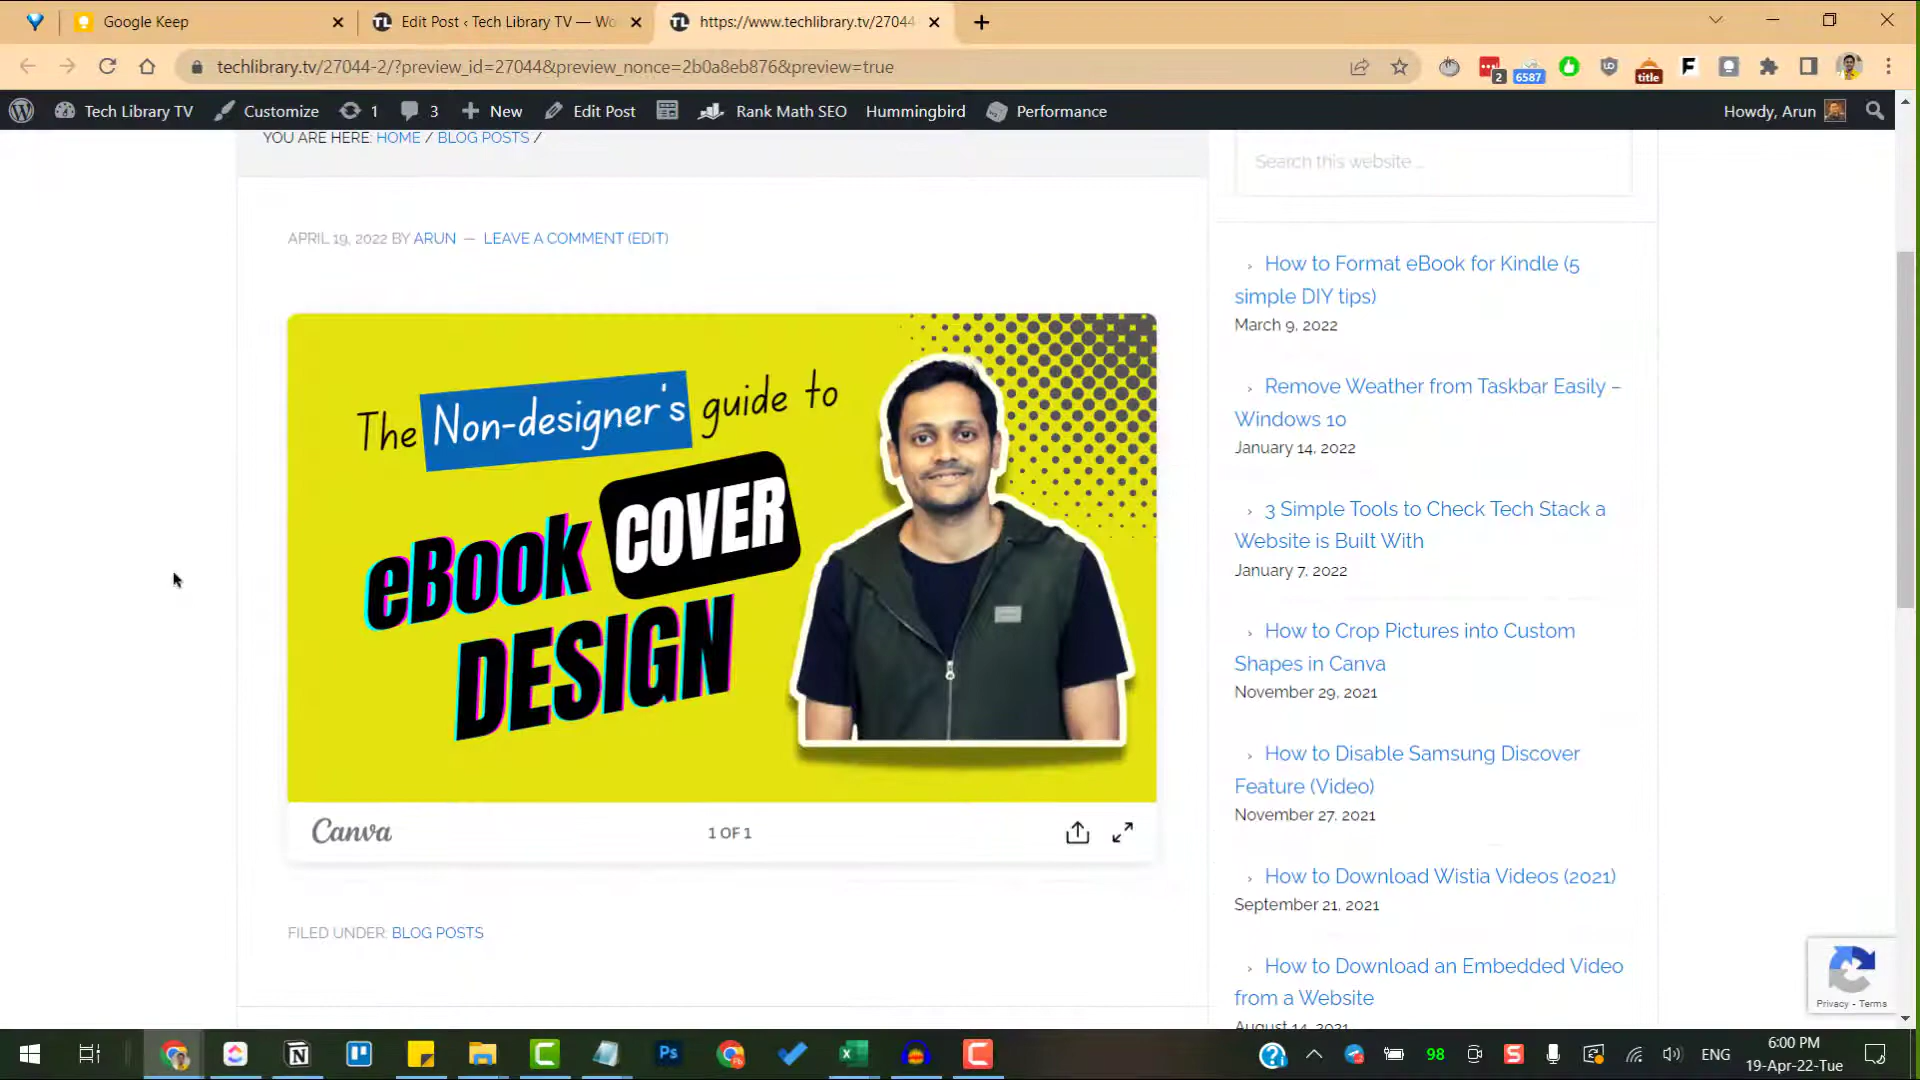 Google Keep
Edit Post ‹ Tech Library TV — Wo
https://www.techlibrary.tv/27044
techlibrary.tv/27044-2/?preview_id=27044&preview_nonce=2b0a8eb876&preview=true
2
6587
title
Tech Library TV
Customize
1
3
New
Edit Post
Rank Math SEO
Hummingbird
Performance
Howdy, Arun
YOU ARE HERE: HOME / BLOG POSTS /
APRIL 19, 2022 BY ARUN — LEAVE A COMMENT (EDIT)
The Non-designer's guide to
eBook COVER
DESIGN
Canva
1 OF 1
FILED UNDER: BLOG POSTS
Search this website ...
How to Format eBook for Kindle (5
simple DIY tips)
March 9, 2022
Remove Weather from Taskbar Easily –
Windows 10
January 14, 2022
3 Simple Tools to Check Tech Stack a
Website is Built With
January 7, 2022
How to Crop Pictures into Custom
Shapes in Canva
November 29, 2021
How to Disable Samsung Discover
Feature (Video)
November 27, 2021
How to Download Wistia Videos (2021)
September 21, 2021
How to Download an Embedded Video
from a Website
August 14, 2021
Privacy - Terms
Ps
98
ENG
6:00 PM
19-Apr-22-Tue